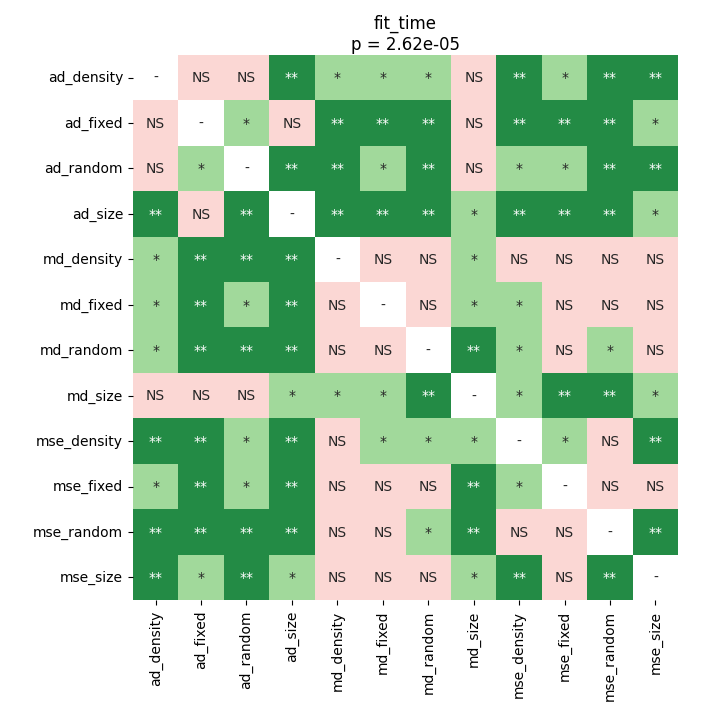 fit_time
p = 2.62e-05
ad_density - NS NS ** * * * NS ** * ** **
ad_fixed NS - * NS ** ** ** NS ** ** ** *
ad_random NS * - ** ** * ** NS * * ** **
ad_size ** NS ** - ** ** ** * ** ** ** *
md_density * ** ** ** - NS NS * NS NS NS NS
md_fixed * ** * ** NS - NS * * NS NS NS
md_random * ** ** ** NS NS - ** * NS * NS
md_size NS NS NS * * * ** - * ** ** *
mse_density ** ** * ** NS * * * - * NS **
mse_fixed * ** * ** NS NS NS ** * - NS NS
mse_random ** ** ** ** NS NS * ** NS NS - **
mse_size ** * ** * NS NS NS * ** NS ** -
ad_density ad_fixed ad_random ad_size md_density md_fixed md_random md_size mse_density mse_fixed mse_random mse_size